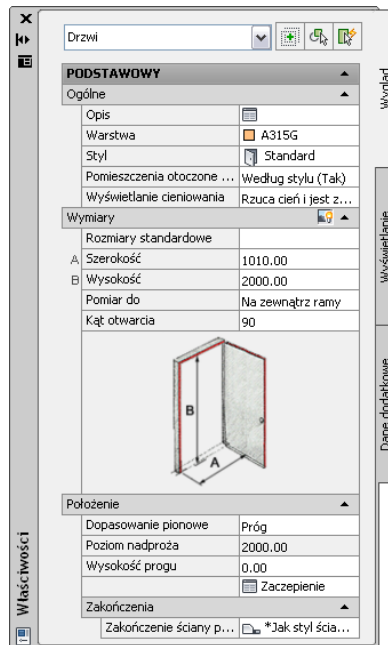 Drzwi
Wygląd
PODSTAWOWY
Ogólne
Opis
Warstwa A315G
Styl Standard
Pomieszczenia otoczone ... Według stylu (Tak)
Wyświetlanie cieniowania Rzuca cień i jest z...
Wymiary
Rozmiary standardowe
Wyświetlanie
A Szerokość 1010.00
B Wysokość 2000.00
Pomiar do Na zewnątrz ramy
Kąt otwarcia 90
Dane dodatkowe
B
A
Położenie
Dopasowanie pionowe Próg
Poziom nadproża 2000.00
Wysokość progu 0.00
Zaczepienie
Zakończenia
Zakończenie ściany p... *Jak styl ścia...
Właściwości